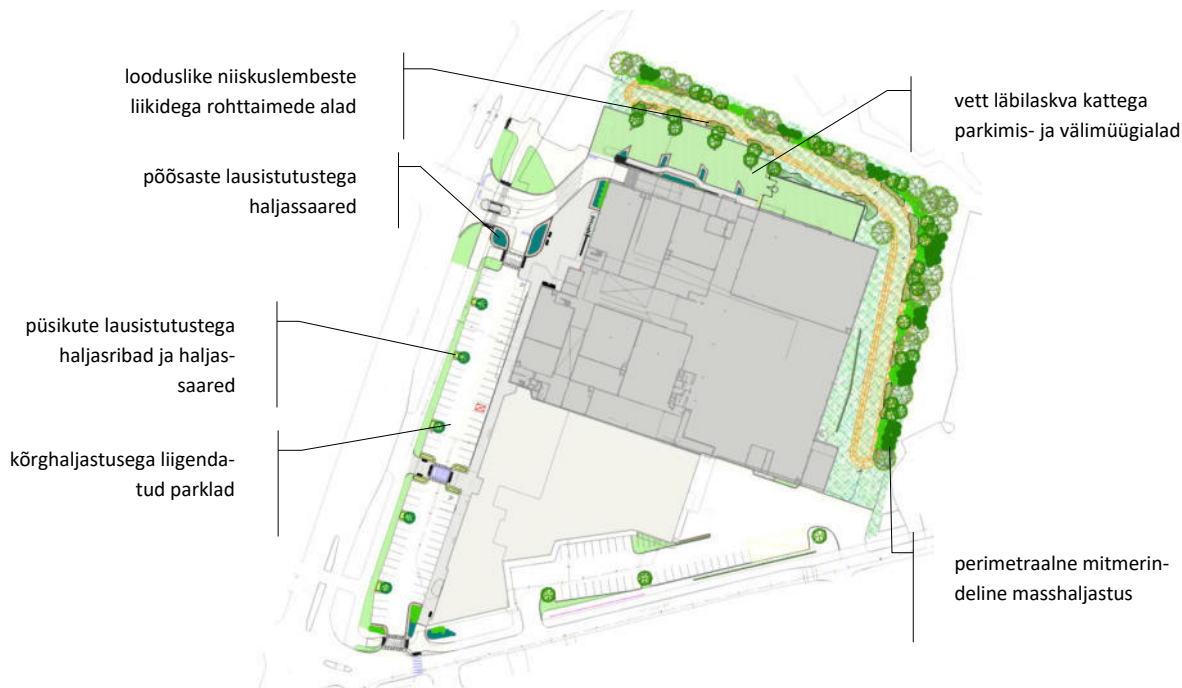 looduslike niiskuslembeste
liikidega rohttaimede alad
põõsaste lausistutustega
haljassaared
püsikute lausistutustega
haljasribad ja haljas-
saared
kõrghaljastusega liigenda-
tud parklad
vett läbilaskva kattega
parkimis- ja välimüügialad
perimetraalne mitmerin-
deline masshaljastus